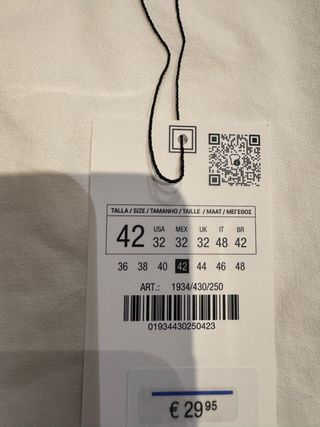 TALLA / SIZE / TAMANHO / TAILLE / MAAT / ΜΕΓΕΘΟΣ
42 USA 32 MEX 32 UK 32 IT 48 BR 42
36 38 40 42 44 46 48
ART.: 1934/430/250
01934430250423
€ 29 95